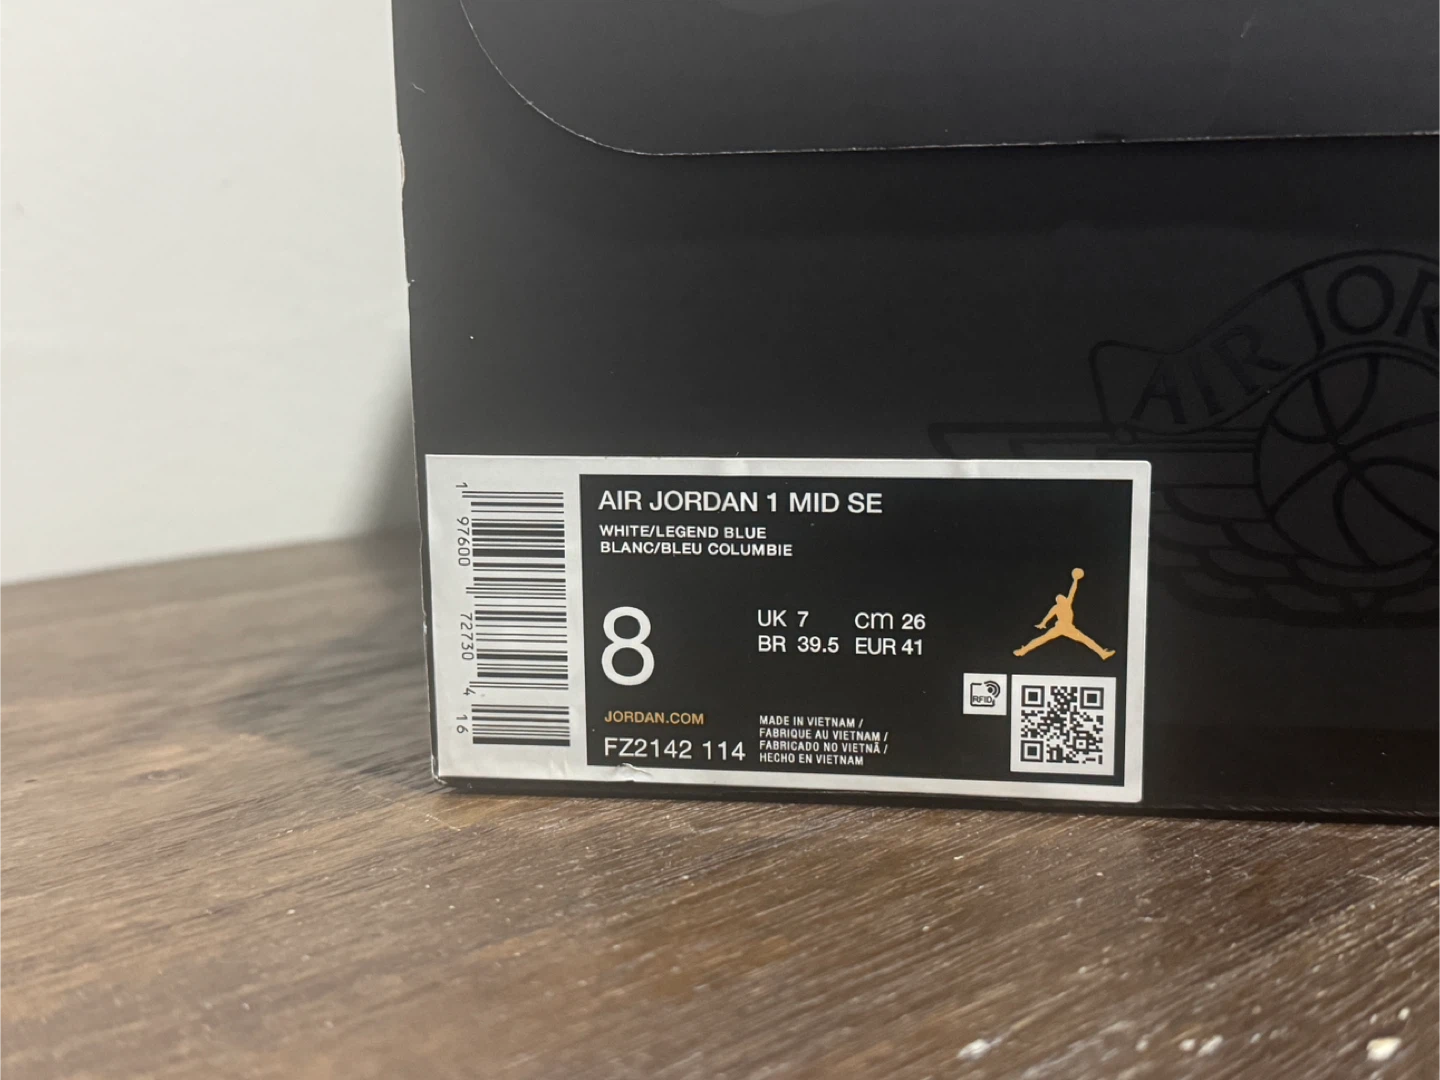 AIR JOR
AIR JORDAN 1 MID SE
WHITE/LEGEND BLUE
BLANC/BLEU COLUMBIE
8
UK 7 cm 26
BR 39.5 EUR 41
RFID
JORDAN.COM
FZ2142 114
MADE IN VIETNAM /
FABRIQUE AU VIETNAM /
FABRICADO NO VIETNÃ /
HECHO EN VIETNAM
1 97600 72730 4 16